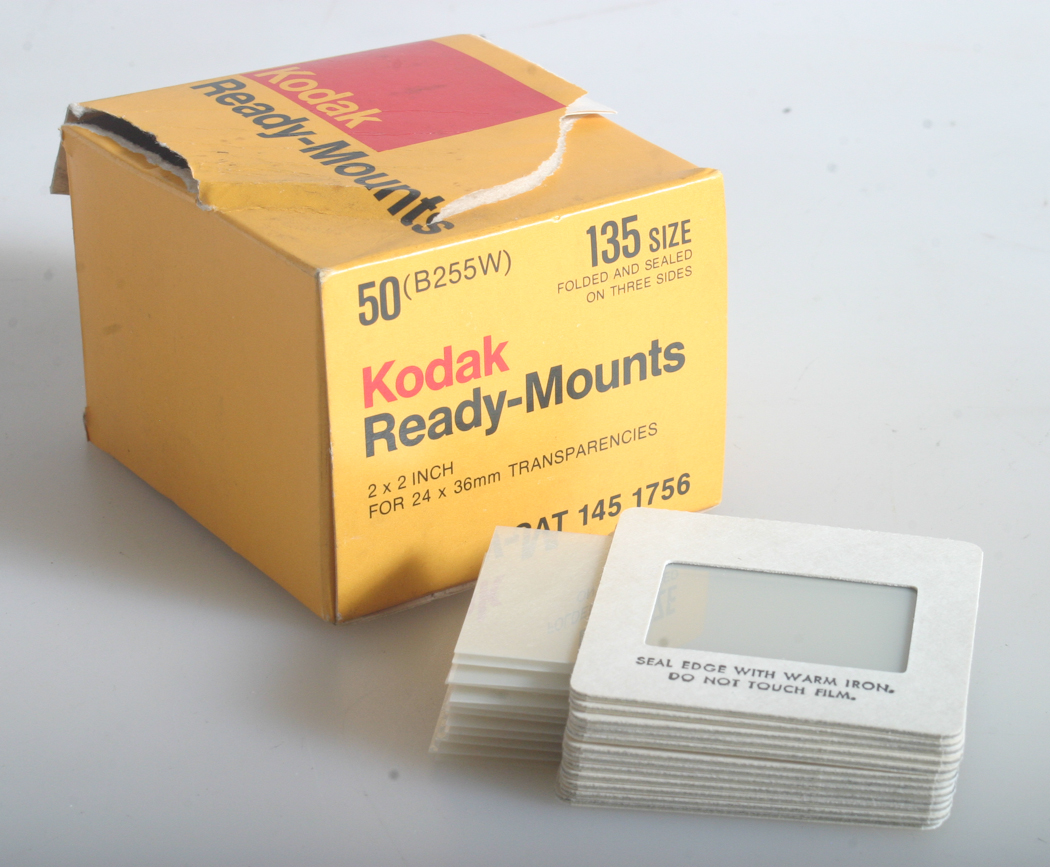 Kodak
Ready-Mounts
50 (B255W)
135 SIZE
FOLDED AND SEALED
ON THREE SIDES
Kodak
Ready-Mounts
2 x 2 INCH
FOR 24 x 36mm TRANSPARENCIES
CAT 145 1756
SEAL EDGE WITH WARM IRON.
DO NOT TOUCH FILM.